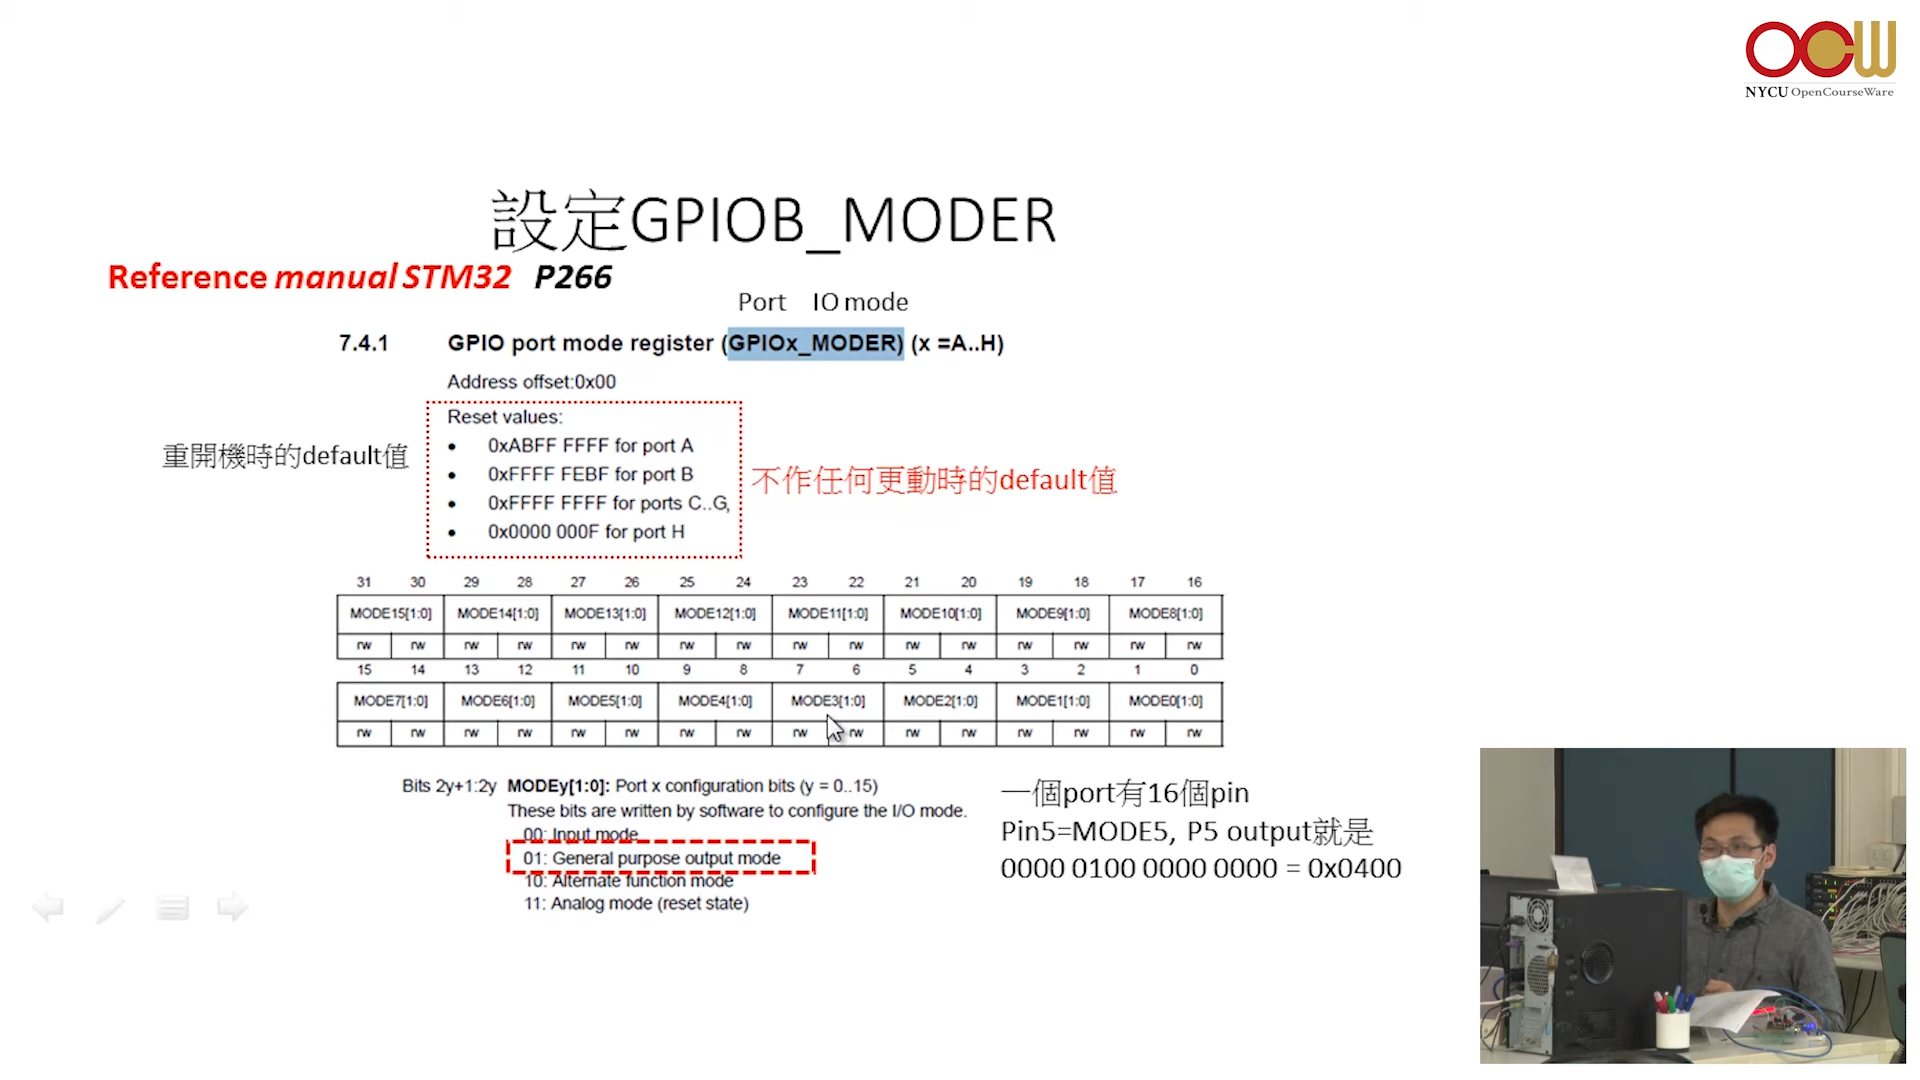 OCW
NYCU OpenCourseWare
設定GPIOB_MODER
Reference manual STM32 P266
Port IO mode
7.4.1 GPIO port mode register (GPIOx_MODER) (x =A..H)
Address offset:0x00
Reset values:
• 0xABFF FFFF for port A
• 0xFFFF FEBF for port B
• 0xFFFF FFFF for ports C..G,
• 0x0000 000F for port H
重開機時的default值
不作任何更動時的default值
31 30 29 28 27 26 25 24 23 22 21 20 19 18 17 16
MODE15[1:0] MODE14[1:0] MODE13[1:0] MODE12[1:0] MODE11[1:0] MODE10[1:0] MODE9[1:0] MODE8[1:0]
rw rw rw rw rw rw rw rw rw rw rw rw rw rw rw rw
15 14 13 12 11 10 9 8 7 6 5 4 3 2 1 0
MODE7[1:0] MODE6[1:0] MODE5[1:0] MODE4[1:0] MODE3[1:0] MODE2[1:0] MODE1[1:0] MODE0[1:0]
rw rw rw rw rw rw rw rw rw rw rw rw rw rw rw rw
Bits 2y+1:2y MODEy[1:0]: Port x configuration bits (y = 0..15)
These bits are written by software to configure the I/O mode.
00: Input mode
01: General purpose output mode
10: Alternate function mode
11: Analog mode (reset state)
一個port有16個pin
Pin5=MODE5, P5 output就是
0000 0100 0000 0000 = 0x0400